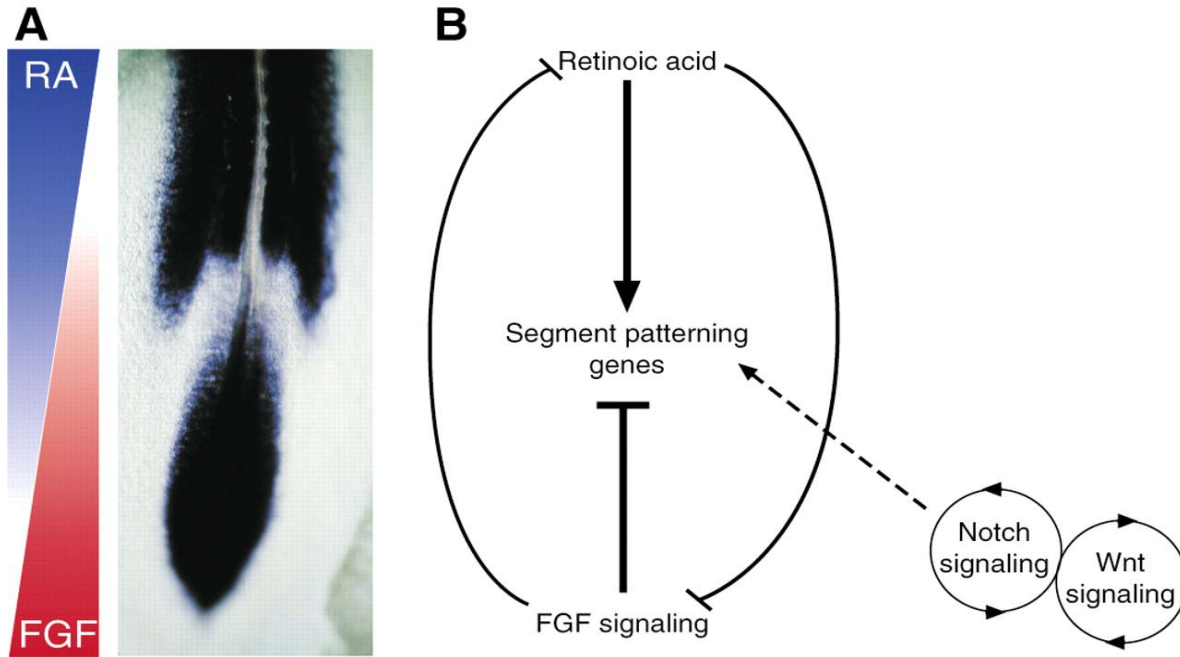 A
RA
FGF
B
Retinoic acid
Segment patterning
genes
FGF signaling
Notch
signaling
Wnt
signaling